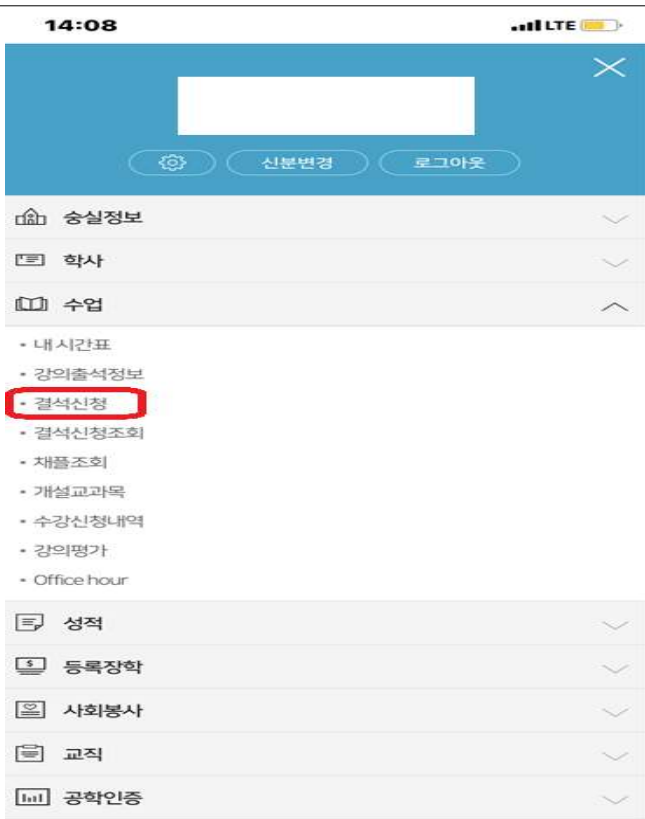 14:08
LTE
신분변경
로그아웃
숭실정보
학사
수업
• 내 시간표
• 강의출석정보
• 결석신청
• 결석신청조회
• 채플조회
• 개설교과목
• 수강신청내역
• 강의평가
• Office hour
성적
등록장학
사회봉사
교직
공학인증